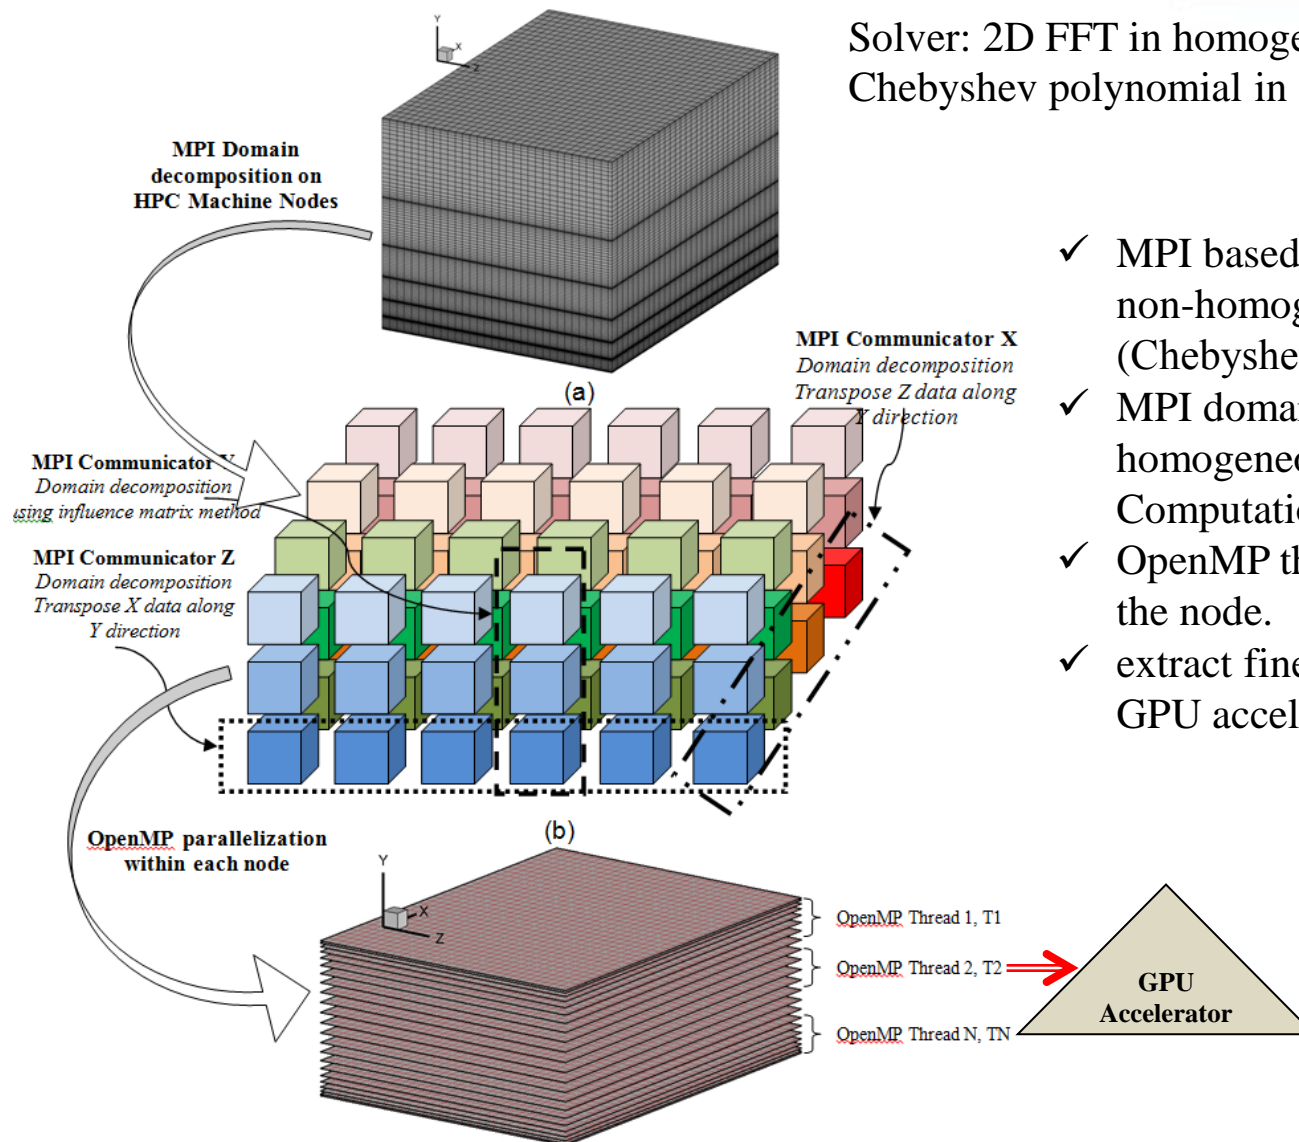 Solver: 2D FFT in homoge
Chebyshev polynomial in
Y
X
Z
MPI Domain
decomposition on
HPC Machine Nodes
✓ MPI based
non-homog
(Chebyshe
✓ MPI domai
homogeneo
Computatio
✓ OpenMP th
the node.
✓ extract fine
GPU accel
(a)
MPI Communicator X
Domain decomposition
Transpose Z data along
Y direction
MPI Communicator Y
Domain decomposition
using influence matrix method
MPI Communicator Z
Domain decomposition
Transpose X data along
Y direction
(b)
OpenMP parallelization
within each node
Y
X
Z
OpenMP Thread 1, T1
OpenMP Thread 2, T2
OpenMP Thread N, TN
GPU
Accelerator